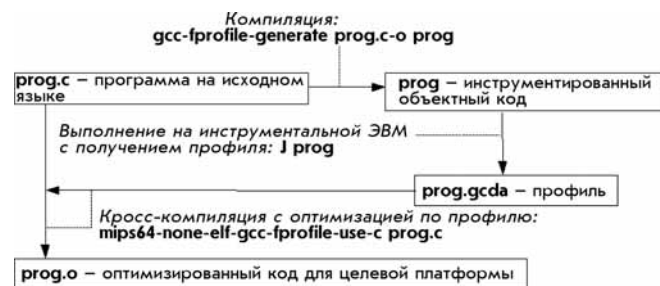 Компиляция:
gcc-fprofile-generate prog.c-o prog
prog.c – программа на исходном
языке
prog – инструментированный
объектный код
Выполнение на инструментальной ЭВМ
с получением профиля: J prog
prog.gcda – профиль
Кросс-компиляция с оптимизацией по профилю:
mips64-none-elf-gcc-fprofile-use-c prog.c
prog.o – оптимизированный код для целевой платформы